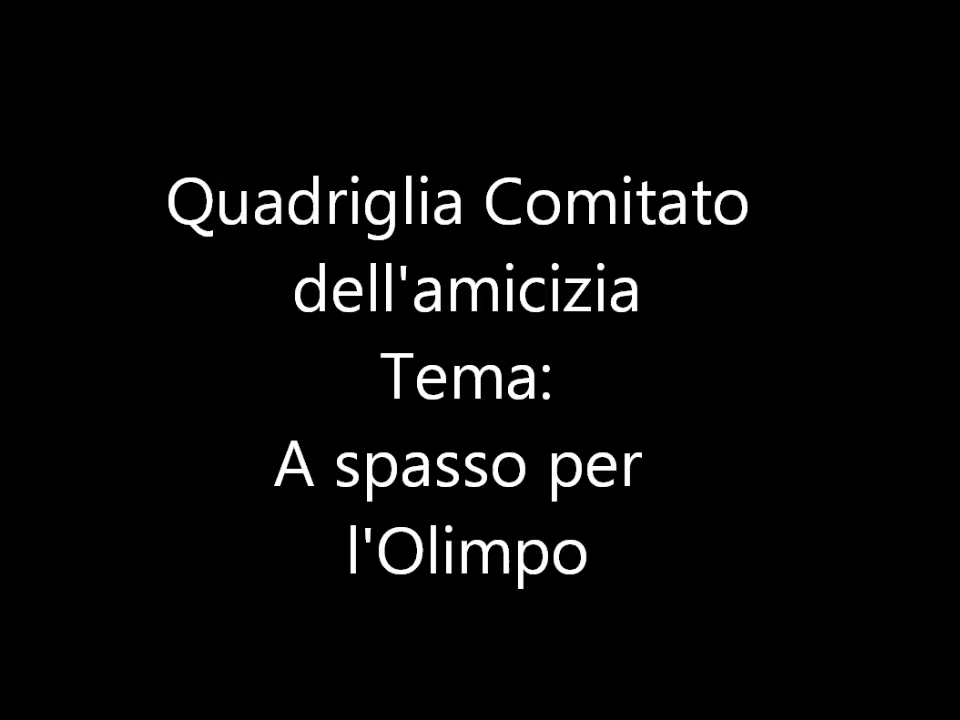 Quadriglia Comitato
dell'amicizia
Tema:
A spasso per
l'Olimpo